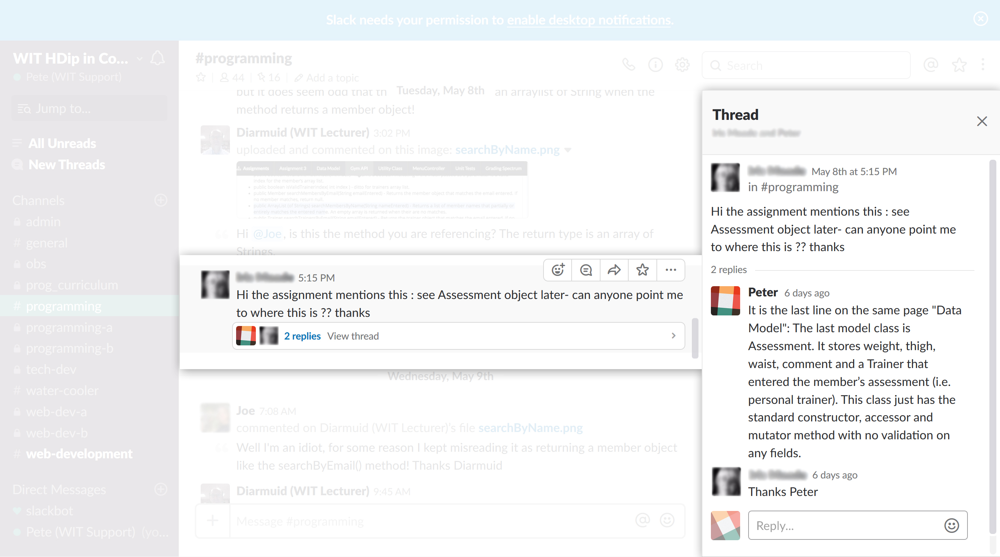 Slack needs your permission to enable desktop notifications.
WIT HDip in Co...
Pete (WIT Support)
Jump to...
All Unreads
New Threads
Channels
admin
# general
obs
prog_curriculum
# programming
programming-a
programming-b
tech-dev
# water-cooler
web-dev-a
web-dev-b
# web-development
Direct Messages
slackbot
Pete (WIT Support) (yo...
#programming
44 | 16 | Add a topic
Search
but it does seem odd that th
Tuesday, May 8th
an arraylist of String when the
method returns a member object!
Diarmuid (WIT Lecturer) 3:02 PM
uploaded and commented on this image: searchByName.png
Assignments Assignment 3 Data Model Gym API Utility Class MenuController Unit Tests Grading Spectrum
index for the member's array list.
• public boolean isValidTrainerIndex( int index ) - ditto for trainers array list.
• public Member searchMembersByEmail(String emailEntered) - Returns the member object that matches the email entered. If
no member matches, return null.
• public ArrayList (of Strings) searchMembersByName(String nameEntered) - Returns a list of member names that partially or
entirely matches the entered name. An empty array is returned when their are no matches.
• public Trainer searchTrainersByEmail(String emailEntered) - Returns the trainer object that matches the email entered. If no
Hi @Joe , is this the method you are referencing? The return type is an array of
Strings.
5:15 PM
Hi the assignment mentions this : see Assessment object later- can anyone point me
to where this is ?? thanks
2 replies View thread
Wednesday, May 9th
Joe 7:08 AM
commented on Diarmuid (WIT Lecturer)’s file searchByName.png
Well I'm an idiot, for some reason I kept misreading it as returning a member object
like the searchByEmail() method! Thanks Diarmuid
Diarmuid (WIT Lecturer) 9:45 AM
Message #programming
Thread
May 8th at 5:15 PM
in #programming
Hi the assignment mentions this : see
Assessment object later- can anyone point me
to where this is ?? thanks
2 replies
Peter 6 days ago
It is the last line on the same page "Data
Model": The last model class is
Assessment. It stores weight, thigh,
waist, comment and a Trainer that
entered the member’s assessment (i.e.
personal trainer). This class just has the
standard constructor, accessor and
mutator method with no validation on
any fields.
6 days ago
Thanks Peter
Reply...